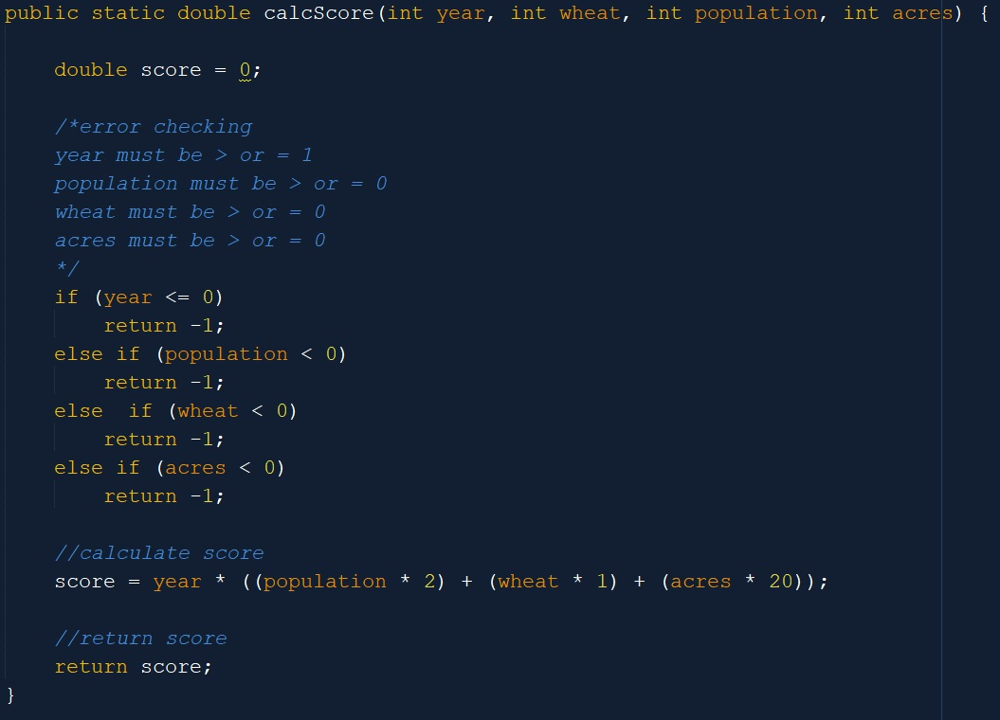 public static double calcScore(int year, int wheat, int population, int acres) {
double score = 0;
/*error checking
year must be > or = 1
population must be > or = 0
wheat must be > or = 0
acres must be > or = 0
*/
if (year <= 0)
return -1;
else if (population < 0)
return -1;
else  if (wheat < 0)
return -1;
else if (acres < 0)
return -1;
//calculate score
score = year * ((population * 2) + (wheat * 1) + (acres * 20));
//return score
return score;
}